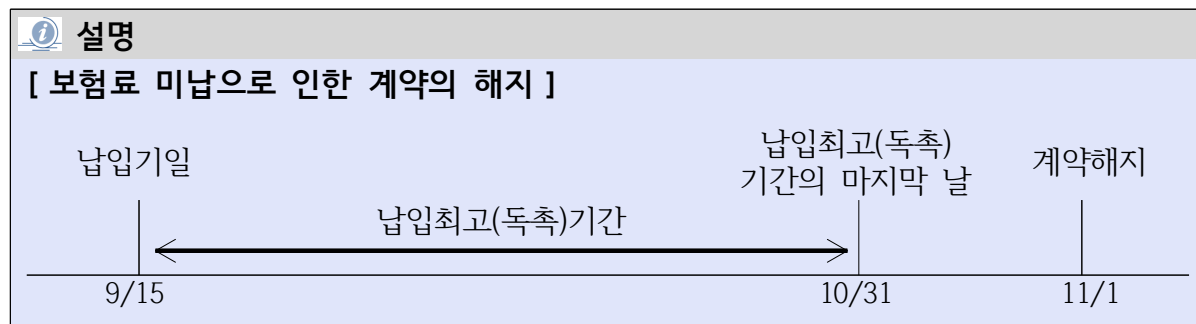 설명
[ 보험료 미납으로 인한 계약의 해지 ]
납입기일
납입최고(독촉)
기간의 마지막 날
계약해지
납입최고(독촉)기간
9/15
10/31
11/1